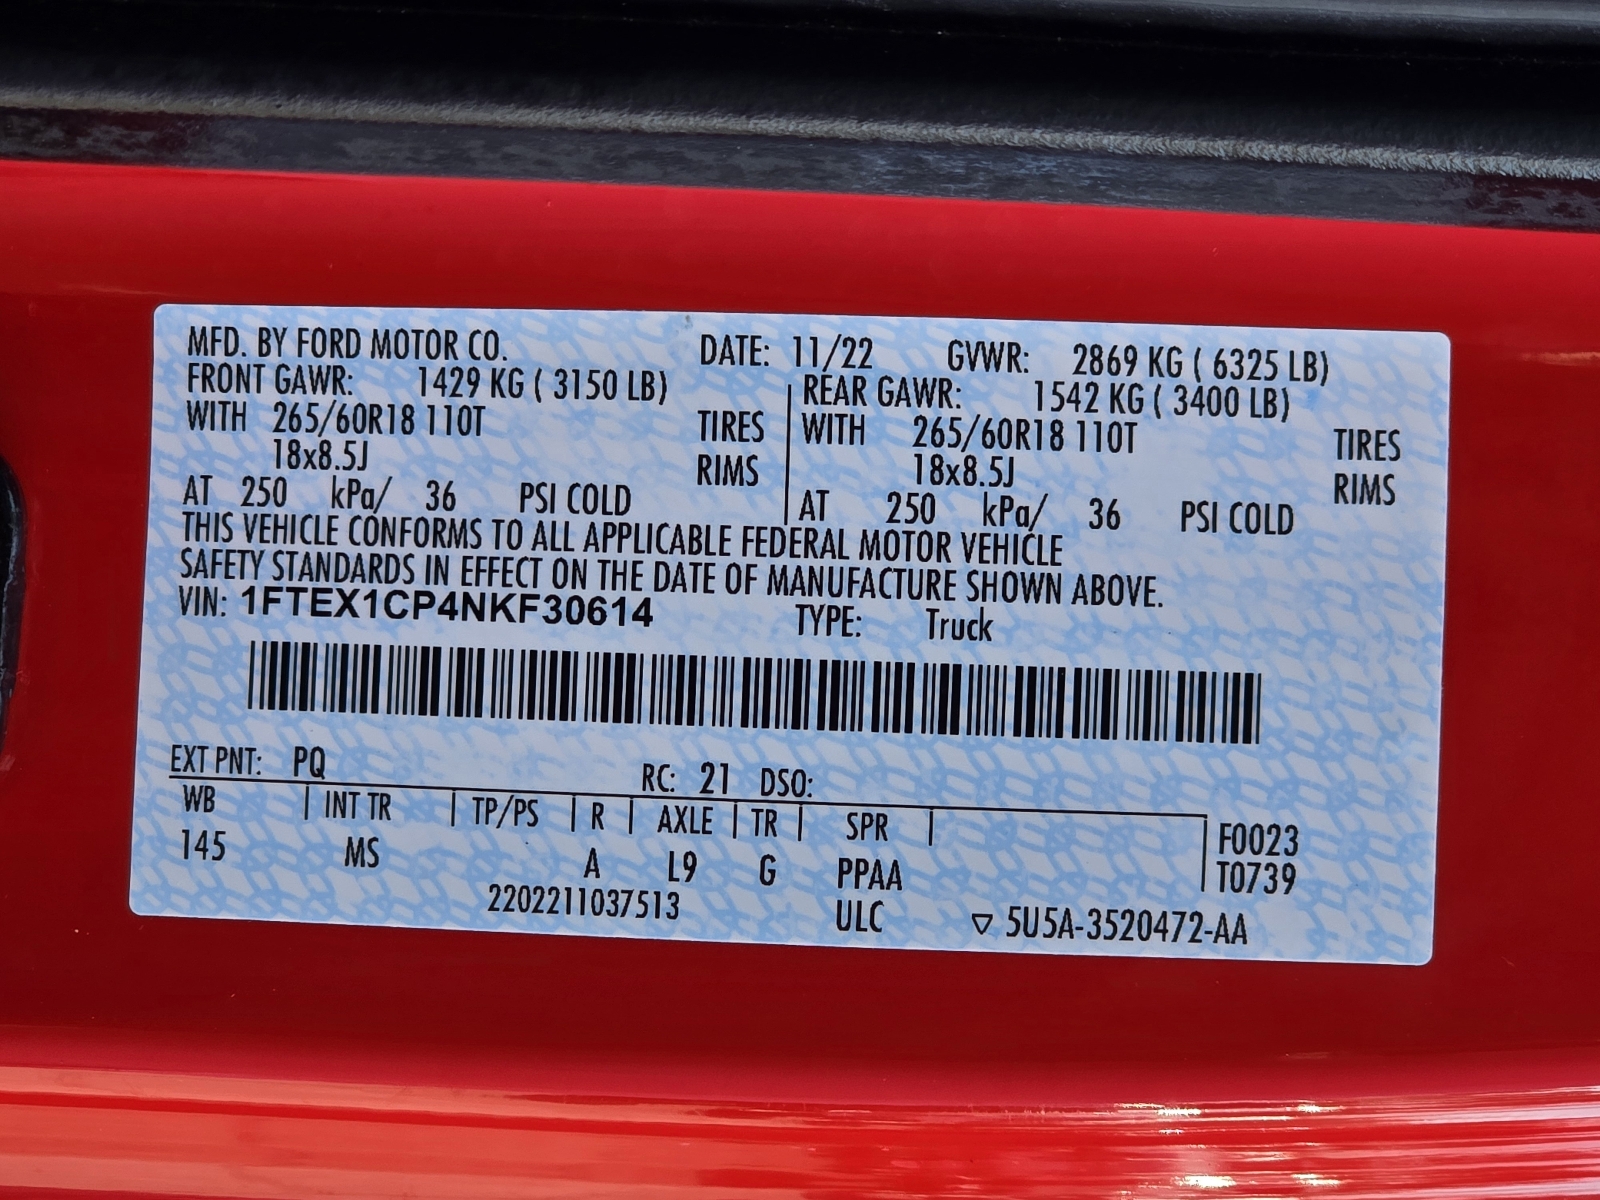 MFD. BY FORD MOTOR CO. DATE: 11/22 GVWR: 2869 KG ( 6325 LB)
FRONT GAWR: 1429 KG ( 3150 LB) REAR GAWR: 1542 KG ( 3400 LB)
WITH 265/60R18 110T TIRES WITH 265/60R18 110T TIRES
18x8.5J RIMS 18x8.5J RIMS
AT 250 kPa/ 36 PSI COLD AT 250 kPa/ 36 PSI COLD
THIS VEHICLE CONFORMS TO ALL APPLICABLE FEDERAL MOTOR VEHICLE
SAFETY STANDARDS IN EFFECT ON THE DATE OF MANUFACTURE SHOWN ABOVE.
VIN: 1FTEX1CP4NKF30614 TYPE: Truck
EXT PNT: PQ RC: 21 DSO:
WB INT TR TP/PS R AXLE TR SPR F0023
145 MS A L9 G PPAA T0739
2202211037513 ULC ▽ 5U5A-3520472-AA